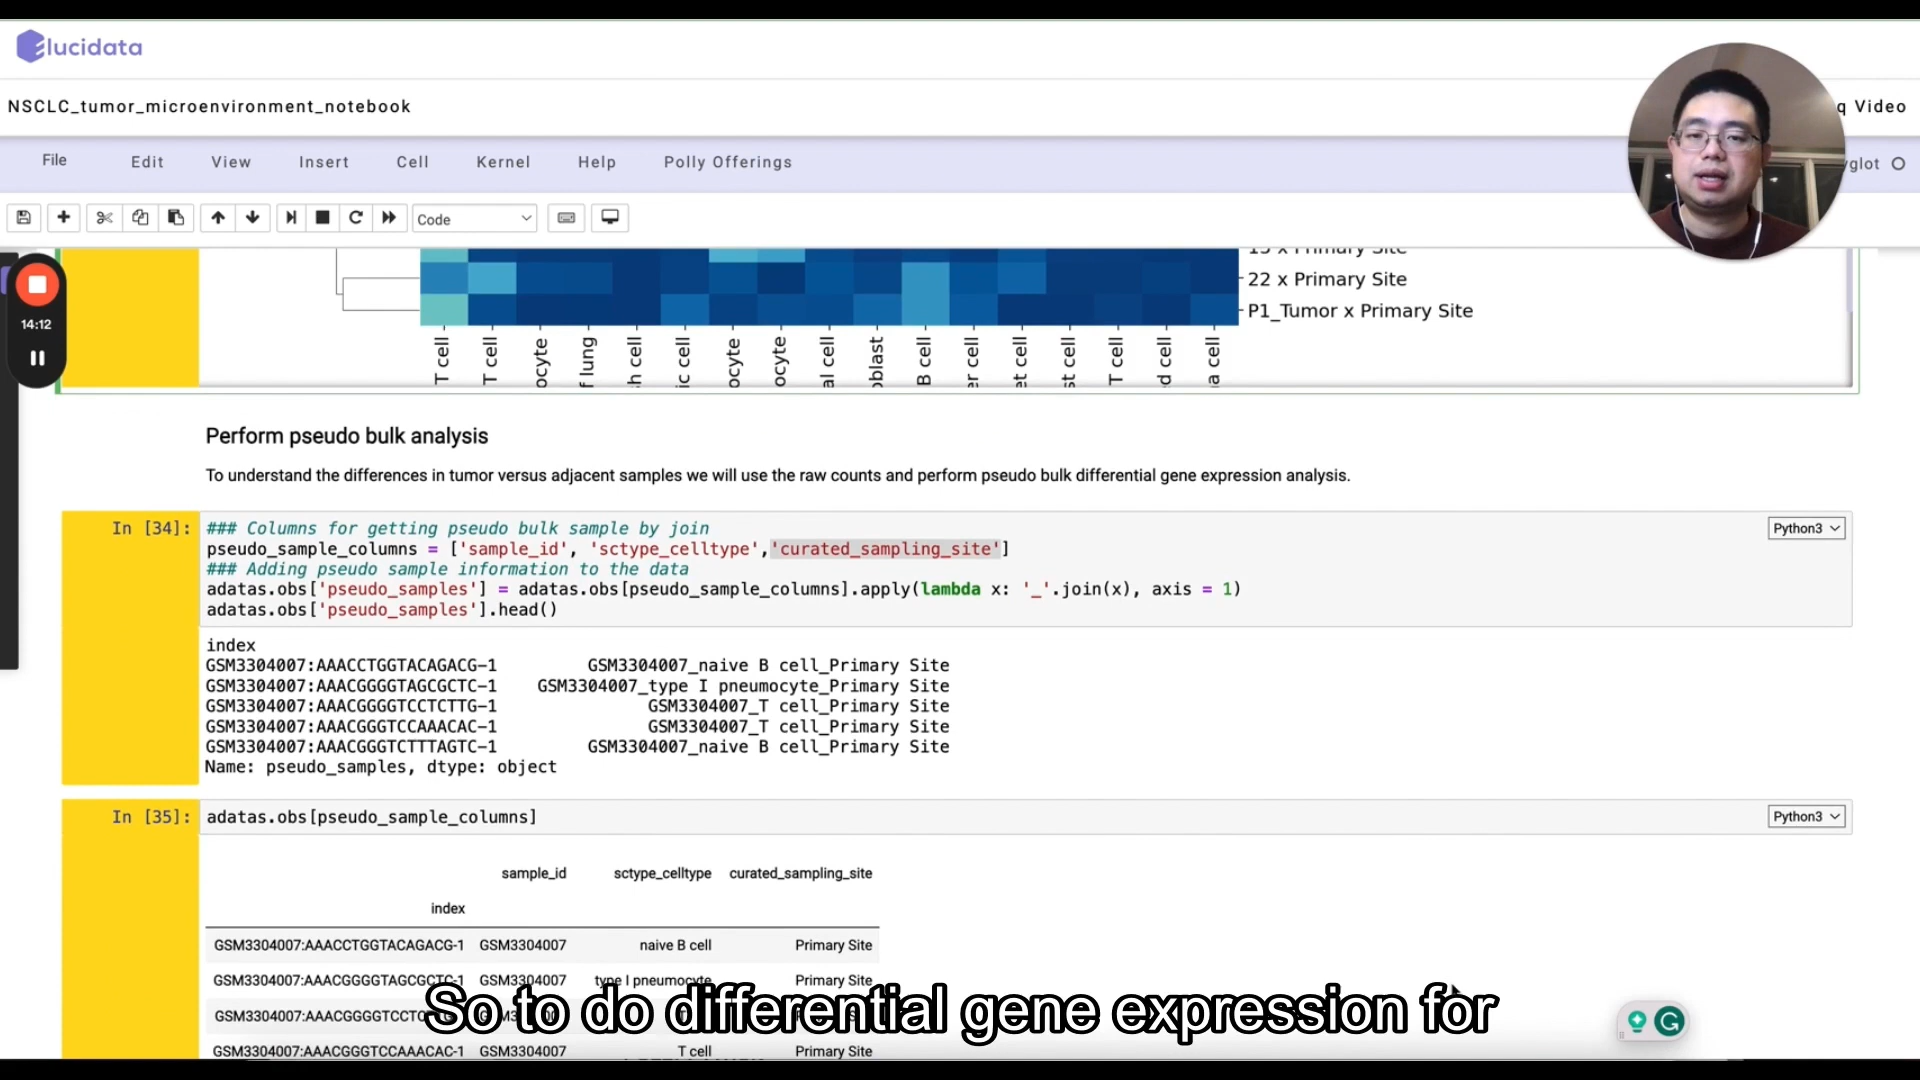 lucidata
NSCLC_tumor_microenvironment_notebook
q Video
File Edit View Insert Cell Kernel Help Polly Offerings
glot
Code
14:12
22 x Primary Site
P1_Tumor x Primary Site
T cell
T cell
ocyte
f lung
h cell
ic cell
ocyte
ocyte
al cell
oblast
B cell
er cell
et cell
st cell
T cell
d cell
a cell
Perform pseudo bulk analysis
To understand the differences in tumor versus adjacent samples we will use the raw counts and perform pseudo bulk differential gene expression analysis.
In [34]:
Python3
### Columns for getting pseudo bulk sample by join
pseudo_sample_columns = ['sample_id', 'sctype_celltype','curated_sampling_site']
### Adding pseudo sample information to the data
adatas.obs['pseudo_samples'] = adatas.obs[pseudo_sample_columns].apply(lambda x: '_'.join(x), axis = 1)
adatas.obs['pseudo_samples'].head()
index
GSM3304007:AAACCTGGTACAGACG-1 GSM3304007_naive B cell_Primary Site
GSM3304007:AAACGGGGTAGCGCTC-1 GSM3304007_type I pneumocyte_Primary Site
GSM3304007:AAACGGGGTCCTCTTG-1 GSM3304007_T cell_Primary Site
GSM3304007:AAACGGGTCCAAACAC-1 GSM3304007_T cell_Primary Site
GSM3304007:AAACGGGTCTTTAGTC-1 GSM3304007_naive B cell_Primary Site
Name: pseudo_samples, dtype: object
In [35]:
adatas.obs[pseudo_sample_columns]
Python3
sample_id sctype_celltype curated_sampling_site
index
GSM3304007:AAACCTGGTACAGACG-1 GSM3304007 naive B cell Primary Site
GSM3304007:AAACGGGGTAGCGCTC-1 GSM3304007 type I pneumocyte Primary Site
So to do differential gene expression for
GSM3304007:AAACGGGTCCAAACAC-1 GSM3304007 T cell Primary Site